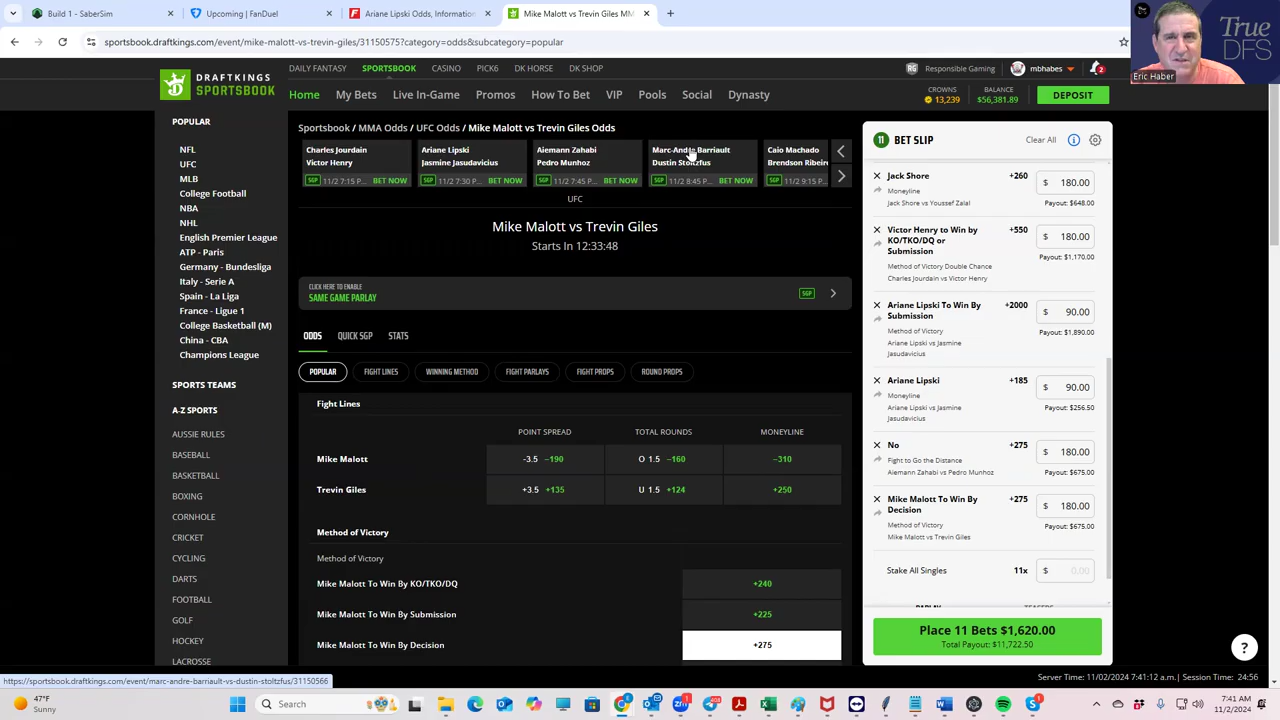 Build 1 - SaberSim
Upcoming | FanDuel
Ariane Lipski Odds, Information
Mike Malott vs Trevin Giles MM
sportsbook.draftkings.com/event/mike-malott-vs-trevin-giles/31150575?category=odds&subcategory=popular
True
DFS
Eric Haber
DRAFTKINGS
SPORTSBOOK
DAILY FANTASY
SPORTSBOOK
CASINO
PICK6
DK HORSE
DK SHOP
RG
Responsible Gaming
mbhabes
2
Home
My Bets
Live In-Game
Promos
How To Bet
VIP
Pools
Social
Dynasty
CROWNS
13,239
BALANCE
$56,381.89
DEPOSIT
POPULAR
NFL
UFC
MLB
College Football
NBA
NHL
English Premier League
ATP - Paris
Germany - Bundesliga
Italy - Serie A
Spain - La Liga
France - Ligue 1
College Basketball (M)
China - CBA
Champions League
SPORTS TEAMS
A-Z SPORTS
AUSSIE RULES
BASEBALL
BASKETBALL
BOXING
CORNHOLE
CRICKET
CYCLING
DARTS
FOOTBALL
GOLF
HOCKEY
LACROSSE
Sportsbook / MMA Odds / UFC Odds / Mike Malott vs Trevin Giles Odds
Charles Jourdain
Victor Henry
SGP 11/2 7:15 P... BET NOW
Ariane Lipski
Jasmine Jasudavicius
SGP 11/2 7:30 P... BET NOW
Aiemann Zahabi
Pedro Munhoz
SGP 11/2 7:45 P... BET NOW
Marc-Andre Barriault
Dustin Stoltzfus
SGP 11/2 8:45 P... BET NOW
Caio Machado
Brendson Ribeiro
SGP 11/2 9:15 P...
UFC
Mike Malott vs Trevin Giles
Starts In 12:33:48
CLICK HERE TO ENABLE
SAME GAME PARLAY
SGP
ODDS
QUICK SGP
STATS
POPULAR
FIGHT LINES
WINNING METHOD
FIGHT PARLAYS
FIGHT PROPS
ROUND PROPS
Fight Lines
POINT SPREAD
TOTAL ROUNDS
MONEYLINE
Mike Malott
-3.5 −190
O 1.5 −160
−310
Trevin Giles
+3.5 +135
U 1.5 +124
+250
Method of Victory
Method of Victory
Mike Malott To Win By KO/TKO/DQ
+240
Mike Malott To Win By Submission
+225
Mike Malott To Win By Decision
+275
11
BET SLIP
Clear All
Jack Shore
+260
$ 180.00
Moneyline
Jack Shore vs Youssef Zalal
Payout: $648.00
Victor Henry to Win by
KO/TKO/DQ or
Submission
+550
$ 180.00
Payout: $1,170.00
Method of Victory Double Chance
Charles Jourdain vs Victor Henry
Ariane Lipski To Win By
Submission
+2000
$ 90.00
Payout: $1,890.00
Method of Victory
Ariane Lipski vs Jasmine
Jasudavicius
Ariane Lipski
+185
$ 90.00
Moneyline
Ariane Lipski vs Jasmine
Jasudavicius
Payout: $256.50
No
+275
$ 180.00
Fight to Go the Distance
Aiemann Zahabi vs Pedro Munhoz
Payout: $675.00
Mike Malott To Win By
Decision
+275
$ 180.00
Payout: $675.00
Method of Victory
Mike Malott vs Trevin Giles
Stake All Singles
11x
$ 0.00
PARLAY
TEASERS
Place 11 Bets $1,620.00
Total Payout: $11,722.50
?
https://sportsbook.draftkings.com/event/marc-andre-barriault-vs-dustin-stoltzfus/31150566
Server Time: 11/02/2024 7:41:12 a.m.| Session Time: 24:56
47°F
Sunny
Search
7:41 AM
11/2/2024